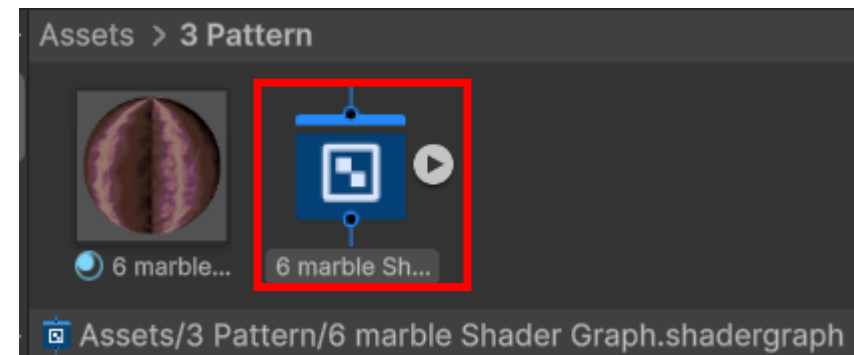 Assets > 3 Pattern
6 marble... 6 marble Sh...
Assets/3 Pattern/6 marble Shader Graph.shadergraph